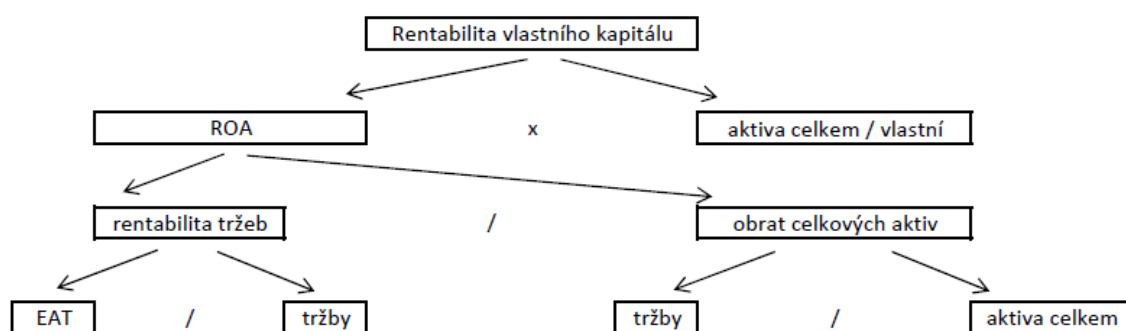 Rentabilita vlastního kapitálu
ROA x aktiva celkem / vlastní
rentabilita tržeb / obrat celkových aktiv
EAT / tržby tržby / aktiva celkem